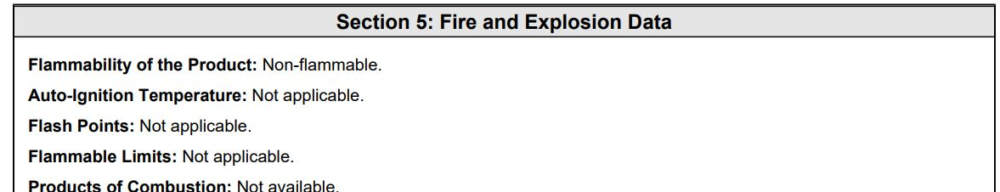 Section 5: Fire and Explosion Data
Flammability of the Product: Non-flammable.
Auto-Ignition Temperature: Not applicable.
Flash Points: Not applicable.
Flammable Limits: Not applicable.
Products of Combustion: Not available.